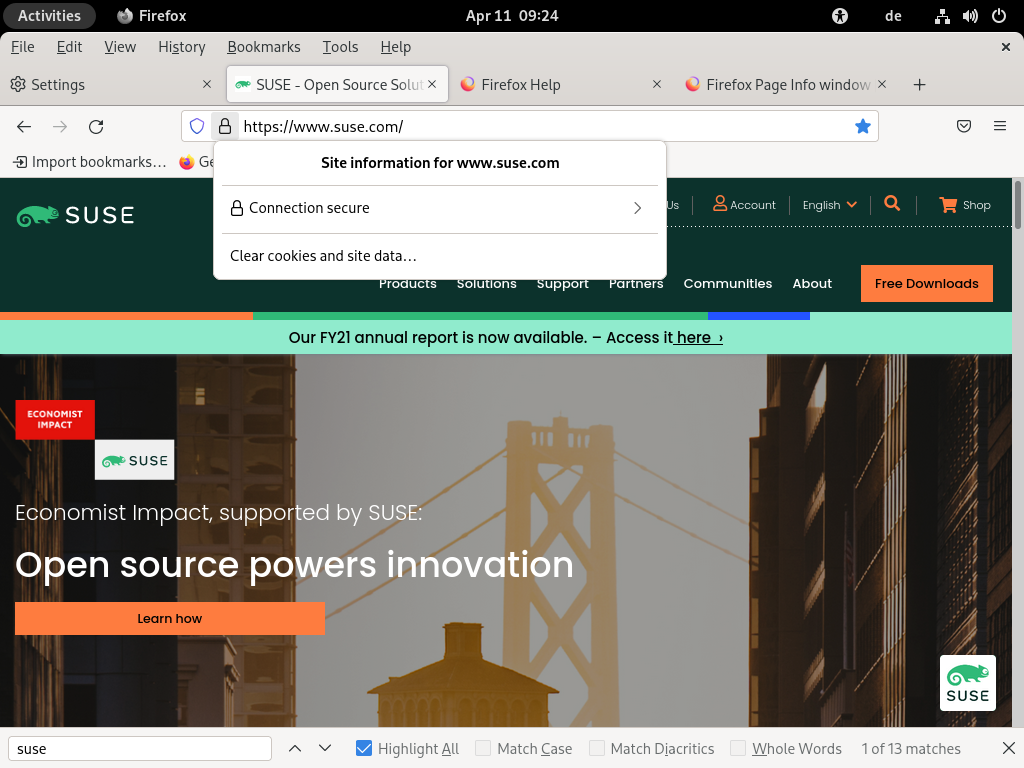 Activities
Firefox
Apr 11 09:24
de
File Edit View History Bookmarks Tools Help
Settings
SUSE - Open Source Solut
Firefox Help
Firefox Page Info window
https://www.suse.com/
Import bookmarks…
Ge
Site information for www.suse.com
Connection secure
Clear cookies and site data…
SUSE
Us
Account
English
Shop
Products Solutions Support Partners Communities About
Free Downloads
Our FY21 annual report is now available. – Access it here ›
ECONOMIST
IMPACT
SUSE
Economist Impact, supported by SUSE:
Open source powers innovation
Learn how
SUSE
suse
Highlight All
Match Case
Match Diacritics
Whole Words
1 of 13 matches